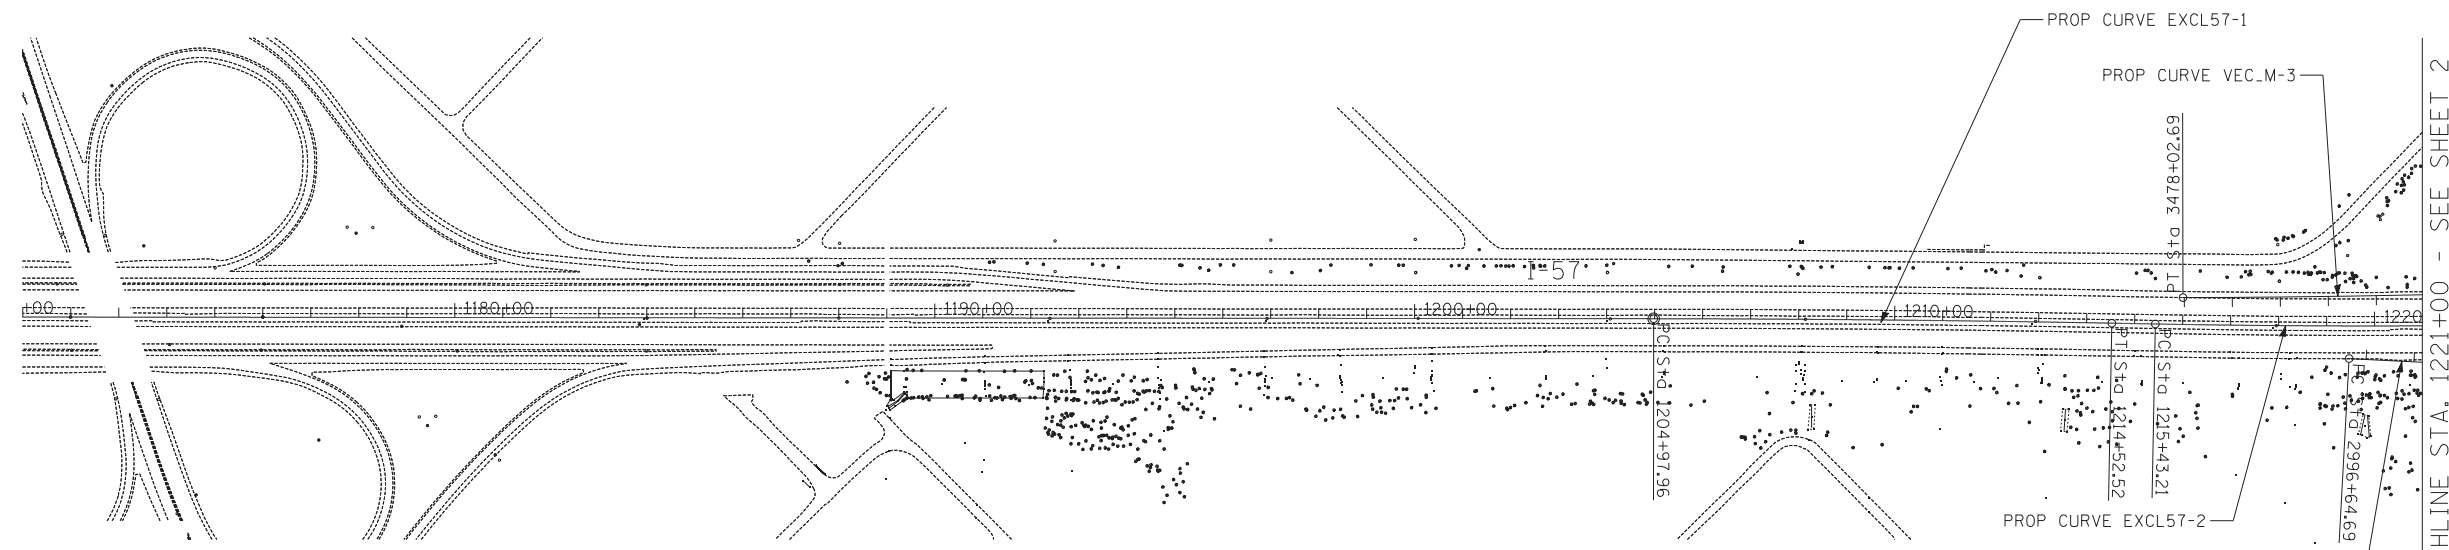 PROP CURVE EXCL57-1
PROP CURVE VEC_M-3
PT Sta 3478+02.69
I-57
+00
1180+00
1190+00
1200+00
1210+00
1220
PC Sta 1204+97.96
PT Sta 1214+52.52
PC Sta 1215+43.21
PC Sta 2996+64.69
PROP CURVE EXCL57-2
HLINE STA. 1221+00 - SEE SHEET 2